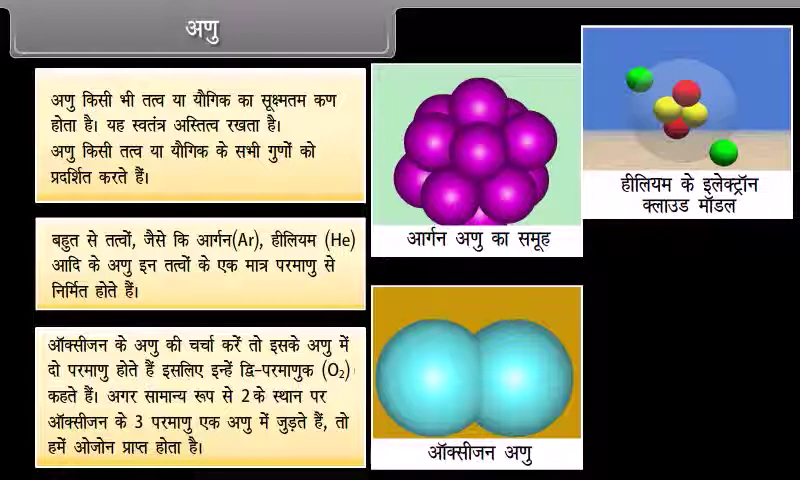 अणु
अणु किसी भी तत्व या यौगिक का सूक्ष्मतम कण
होता है। यह स्वतंत्र अस्तित्व रखता है।
अणु किसी तत्व या यौगिक के सभी गुणों को
प्रदर्शित करते हैं।
बहुत से तत्वों, जैसे कि आर्गन(Ar), हीलियम (He)
आदि के अणु इन तत्वों के एक मात्र परमाणु से
निर्मित होते हैं।
ऑक्सीजन के अणु की चर्चा करें तो इसके अणु में
दो परमाणु होते हैं इसलिए इन्हें द्वि-परमाणुक (O₂)
कहते हैं। अगर सामान्य रूप से 2 के स्थान पर
ऑक्सीजन के 3 परमाणु एक अणु में जुड़ते हैं, तो
हमें ओजोन प्राप्त होता है।
आर्गन अणु का समूह
हीलियम के इलेक्ट्रॉन
क्लाउड मॉडल
ऑक्सीजन अणु